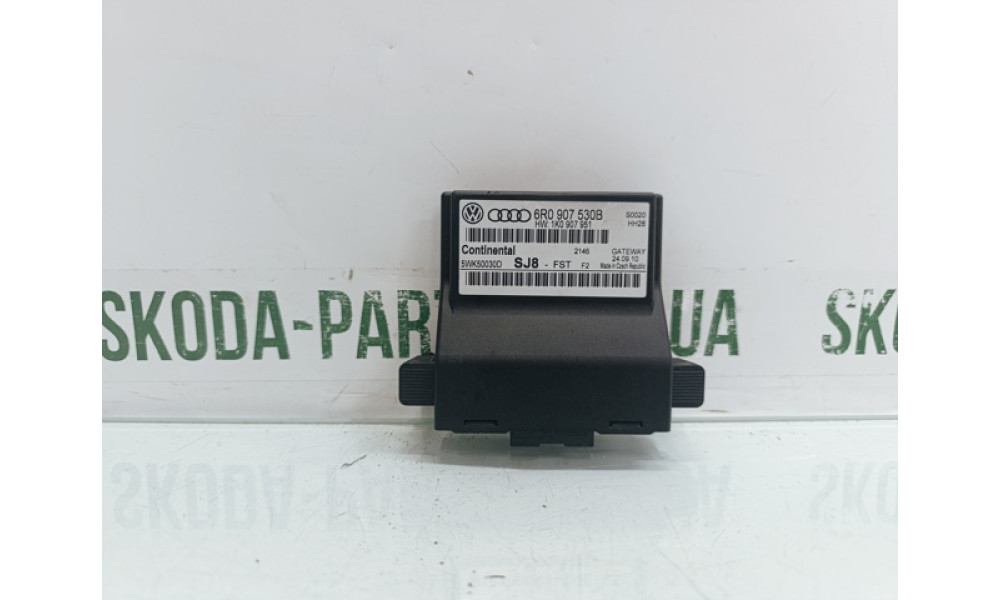 6R0 907 530B
S0020
HW: 1K0 907 951
HH28
Continental
2146
GATEWAY
24.09.10
5WK50030D
SJ8 - FST
F2
Made in Czech Republic
SKODA-PAR
UA
SK